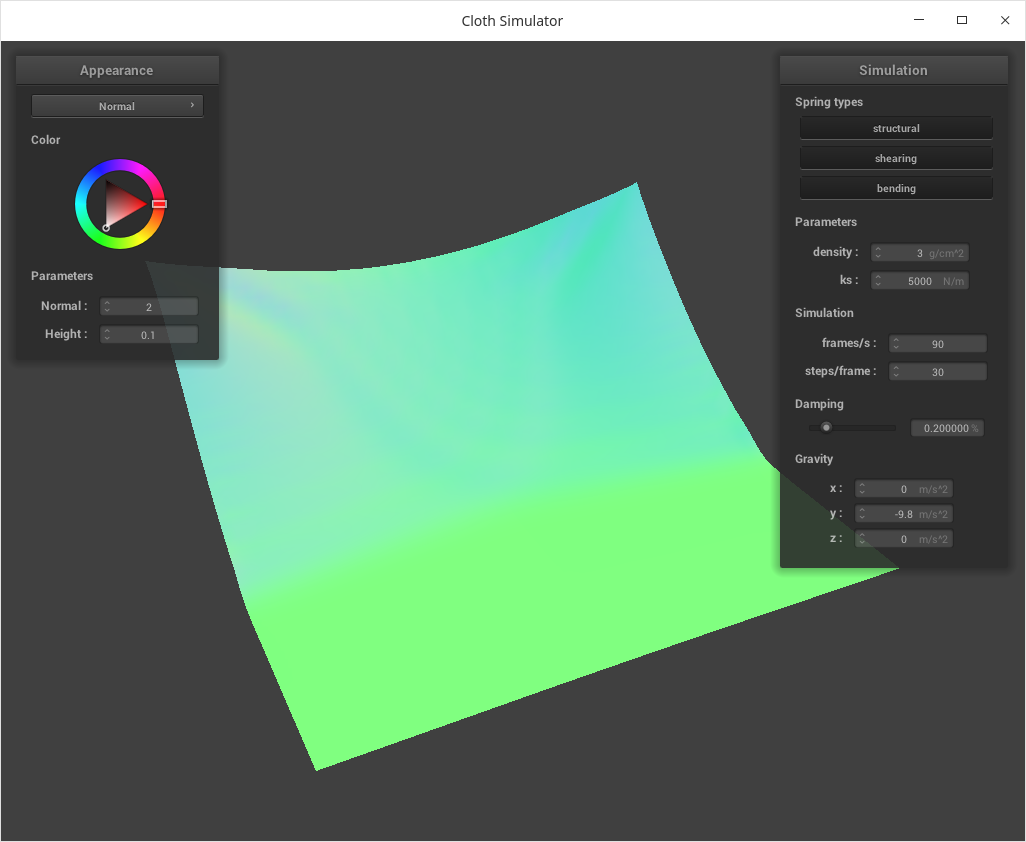 Cloth Simulator
Appearance
Normal
Color
Parameters
Normal : 2
Height : 0.1
Simulation
Spring types
structural
shearing
bending
Parameters
density : 3 g/cm^2
ks : 5000 N/m
Simulation
frames/s : 90
steps/frame : 30
Damping
0.200000 %
Gravity
x : 0 m/s^2
y : -9.8 m/s^2
z : 0 m/s^2